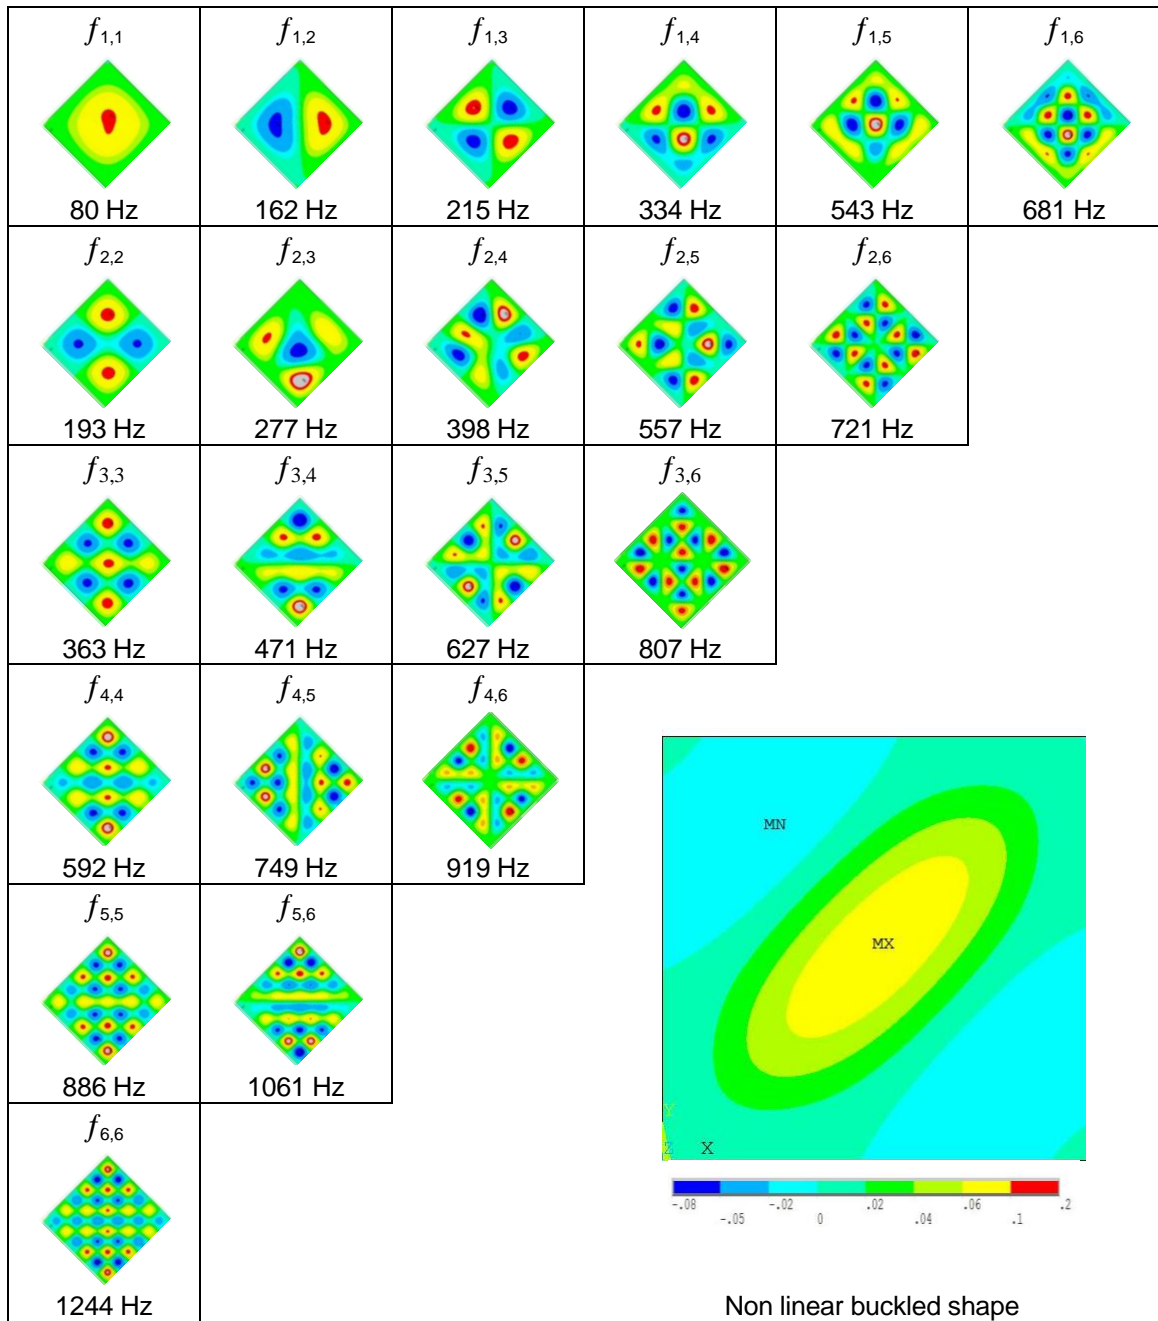 f1,1 f1,2 f1,3 f1,4 f1,5 f1,6
80 Hz 162 Hz 215 Hz 334 Hz 543 Hz 681 Hz
f2,2 f2,3 f2,4 f2,5 f2,6
193 Hz 277 Hz 398 Hz 557 Hz 721 Hz
f3,3 f3,4 f3,5 f3,6
363 Hz 471 Hz 627 Hz 807 Hz
f4,4 f4,5 f4,6
592 Hz 749 Hz 919 Hz
f5,5 f5,6
886 Hz 1061 Hz
f6,6
1244 Hz
MN
MX
Y
Z X
-.08 -.02 .02 .06 .2
-.05 0 .04 .1
Non linear buckled shape